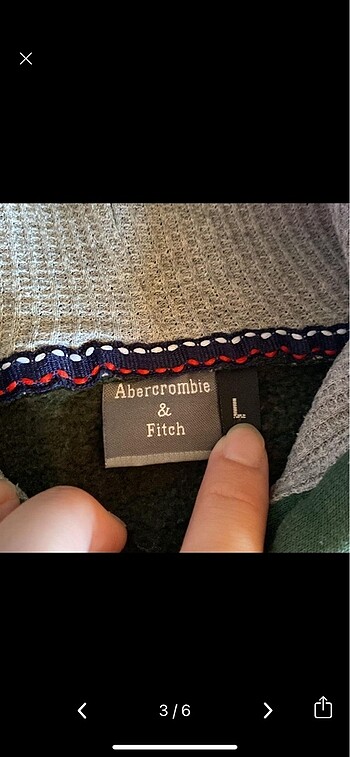 Abercrombie
&
Fitch
L
3/6